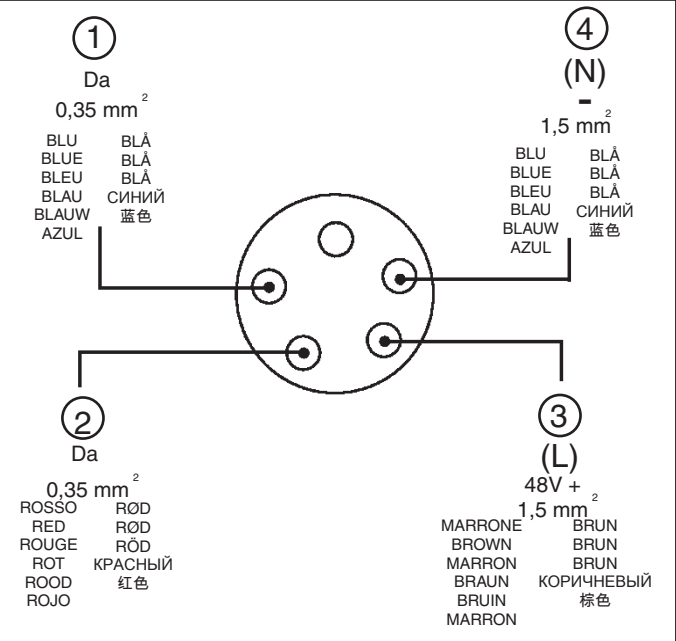 1
Da
0,35 mm²
BLU BLÅ
BLUE BLÅ
BLEU BLÅ
BLAU СИНИЙ
BLAUW 蓝色
AZUL
4
(N)
-
1,5 mm²
BLU BLÅ
BLUE BLÅ
BLEU BLÅ
BLAU СИНИЙ
BLAUW 蓝色
AZUL
2
Da
0,35 mm²
ROSSO RØD
RED RØD
ROUGE RÖD
ROT КРАСНЫЙ
ROOD 红色
ROJO
3
(L)
48V +
1,5 mm²
MARRONE BRUN
BROWN BRUN
MARRON BRUN
BRAUN КОРИЧНЕВЫЙ
BRUIN 棕色
MARRON